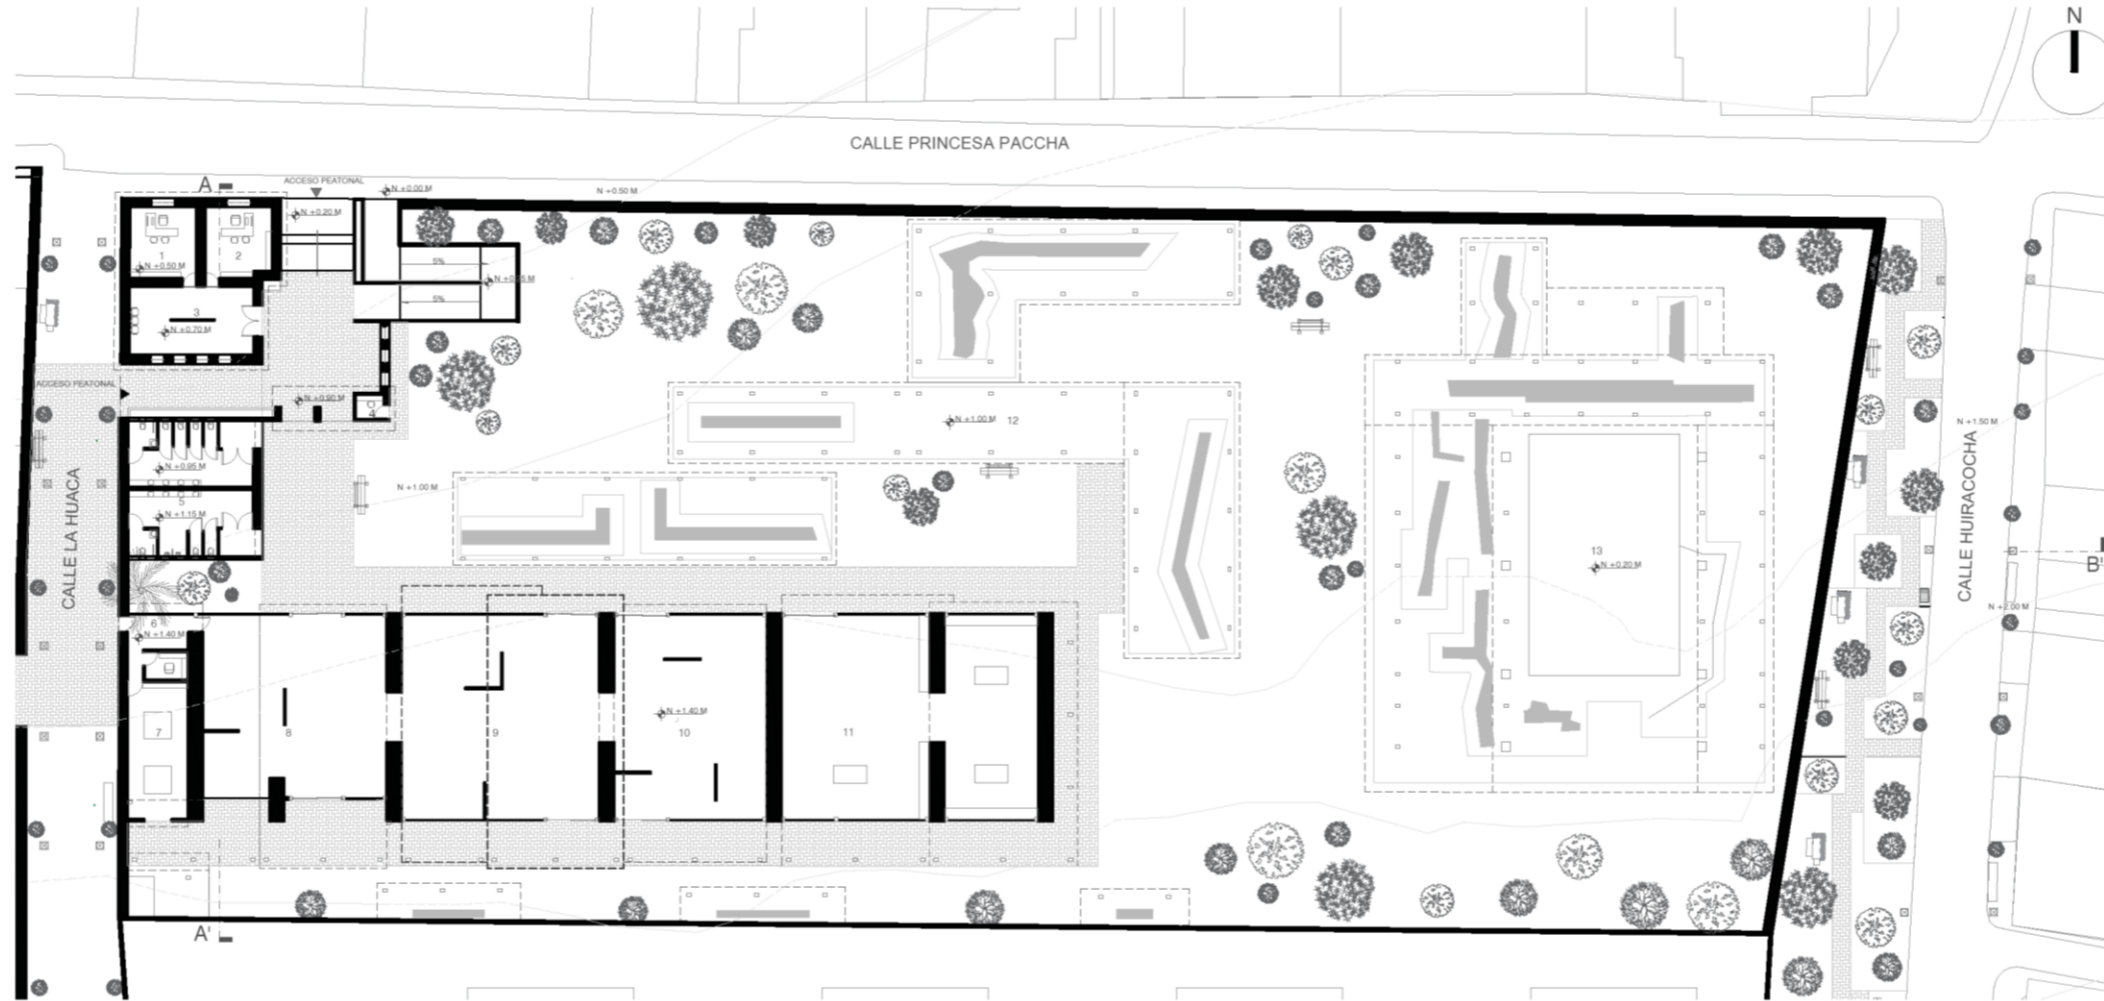 N
CALLE PRINCESA PACCHA
A
ACCESO PEATONAL
N +0.00 M
N +0.50 M
N +0.20 M
1
2
N +0.50 M
5%
5%
3
N +0.70 M
ACCESO PEATONAL
N +0.90 M
4
N +1.00 M
12
N +1.50 M
N +0.95 M
5
N +1.15 M
N +1.00 M
CALLE LA HUACA
CALLE HUIRACOCHA
13
N +0.20 M
B'
N +2.00 M
6
N +1.40 M
N +1.40 M
7
8
9
10
11
A'